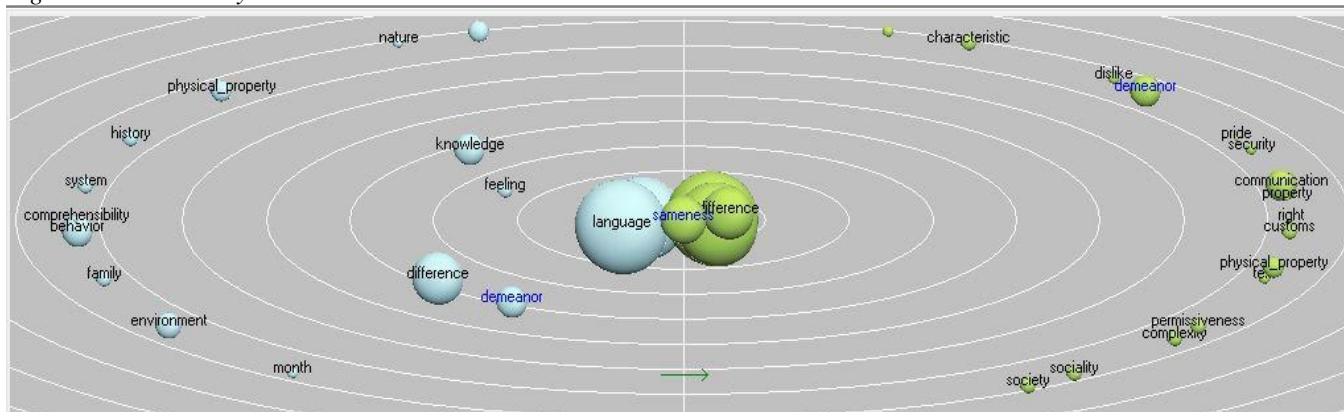 nature
characteristic
physical_property
dislike
demeanor
history
pride
security
knowledge
system
feeling
communication
property
comprehensibility
behavior
language
sameness
difference
right
customs
family
difference
demeanor
physical_property
environment
permissiveness
complexity
month
sociality
society